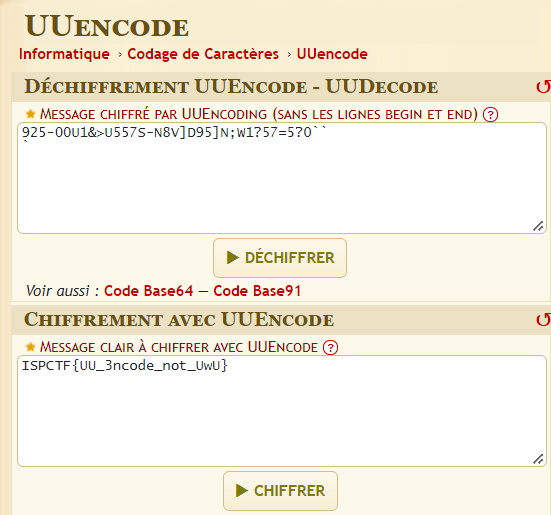 UUencode
Informatique › Codage de Caractères › UUencode
Déchiffrement UUEncode - UUDecode
Message chiffré par UUEncoding (sans les lignes begin et end) ?
925-00U1&>U557S-N8V]D95]N;W1?57=5?0``
`
▶ DÉCHIFFRER
Voir aussi : Code Base64 — Code Base91
Chiffrement avec UUEncode
Message clair à chiffrer avec UUEncode ?
ISPCTF{UU_3ncode_not_UwU}
▶ CHIFFRER